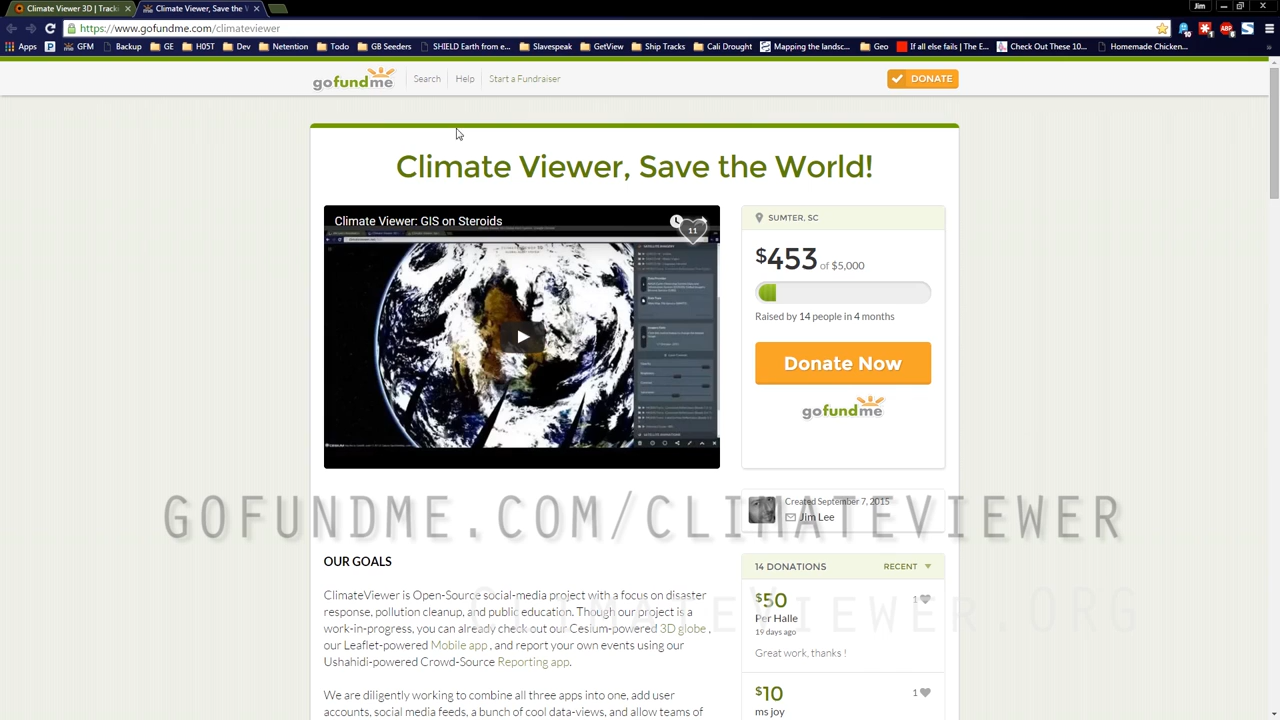 Climate Viewer 3D | Tracki
Climate Viewer, Save the W
Jim
https://www.gofundme.com/climateviewer
Apps
GFM
Backup
GE
H05T
Dev
Netention
Todo
GB Seeders
SHIELD Earth from e...
Slavespeak
GetView
Ship Tracks
Cali Drought
Mapping the landsc...
Geo
If all else fails | The E...
Check Out These 10...
Homemade Chicken...
gofundme
Search
Help
Start a Fundraiser
DONATE
Climate Viewer, Save the World!
Climate Viewer: GIS on Steroids
11
SUMTER, SC
$453 of $5,000
Raised by 14 people in 4 months
Donate Now
gofundme
GOFUNDME.COM/CLIMATEVIEWER
Created September 7, 2015
Jim Lee
OUR GOALS
ClimateViewer is Open-Source social-media project with a focus on disaster
response, pollution cleanup, and public education. Though our project is a
work-in-progress, you can already check out our Cesium-powered 3D globe ,
our Leaflet-powered Mobile app , and report your own events using our
Ushahidi-powered Crowd-Source Reporting app.
We are diligently working to combine all three apps into one, add user
accounts, social media feeds, a bunch of cool data-views, and allow teams of
CLIMATEVIEWER.ORG
14 DONATIONS
RECENT
$50
1
Per Halle
19 days ago
Great work, thanks !
$10
1
ms joy